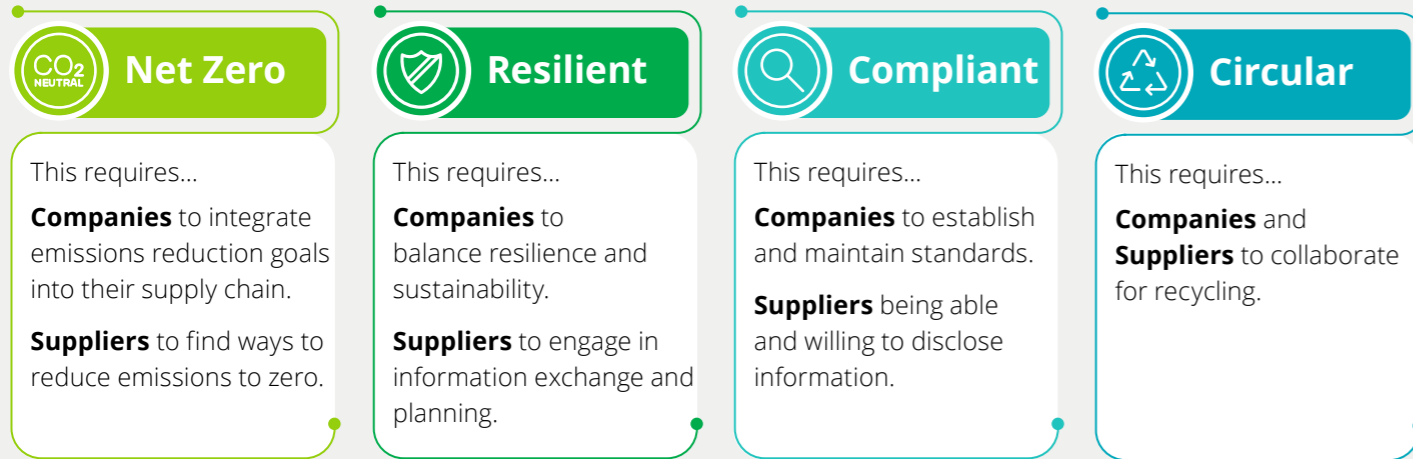 CO2
NEUTRAL
Net Zero
This requires...
Companies to integrate
emissions reduction goals
into their supply chain.
Suppliers to find ways to
reduce emissions to zero.
Resilient
This requires...
Companies to
balance resilience and
sustainability.
Suppliers to engage in
information exchange and
planning.
Compliant
This requires...
Companies to establish
and maintain standards.
Suppliers being able
and willing to disclose
information.
Circular
This requires...
Companies and
Suppliers to collaborate
for recycling.